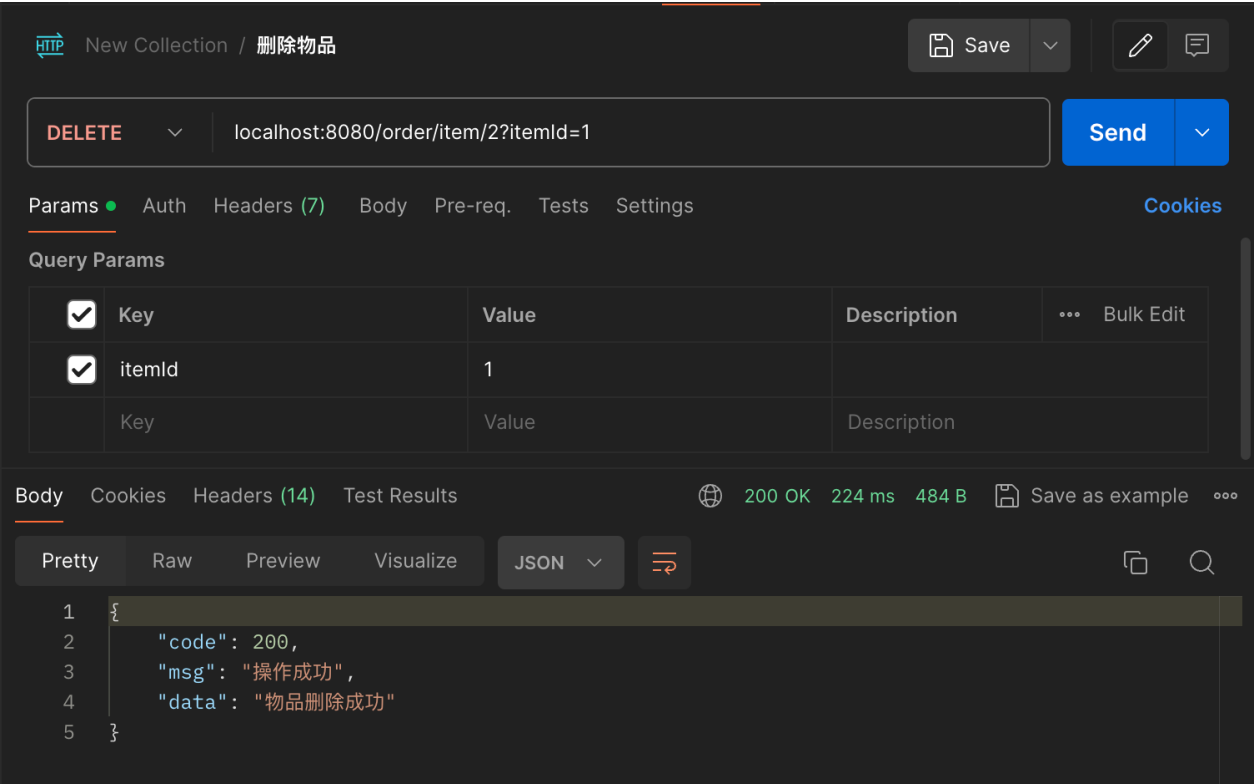 HTTP New Collection / 删除物品 Save
DELETE localhost:8080/order/item/2?itemId=1 Send
Params Auth Headers (7) Body Pre-req. Tests Settings Cookies
Query Params
Key Value Description Bulk Edit
itemId 1
Key Value Description
Body Cookies Headers (14) Test Results 200 OK 224 ms 484 B Save as example
Pretty Raw Preview Visualize JSON
1 {
2 "code": 200,
3 "msg": "操作成功",
4 "data": "物品删除成功"
5 }